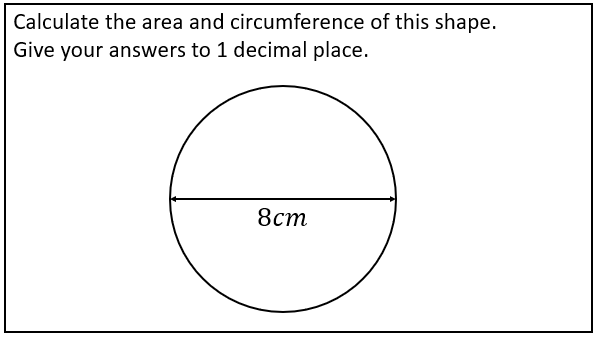 Calculate the area and circumference of this shape.
Give your answers to 1 decimal place.
8cm